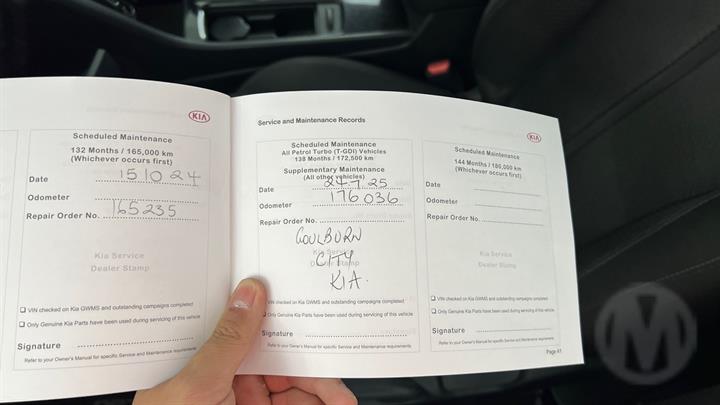 KIA
Scheduled Maintenance
132 Months / 165,000 km
(Whichever occurs first)
Date 151024
Odometer
Repair Order No. 165235
Kia Service
Dealer Stamp
VIN checked on Kia GWMS and outstanding campaigns completed
Only Genuine Kia Parts have been used during servicing of this vehicle
Signature
Refer to your Owner's Manual for specific Service and Maintenance requirements
Service and Maintenance Records
KIA
Scheduled Maintenance
All Petrol Turbo (T-GDI) Vehicles
138 Months / 172,500 km
Supplementary Maintenance
(All other vehicles)
Date 24725
Odometer 176036
Repair Order No.
GOULBURN
Kia Service
CITY
Dealer Stamp
KIA.
VIN checked on Kia GWMS and outstanding campaigns completed
Only Genuine Kia Parts have been used during servicing of this vehicle
Signature
Refer to your Owner's Manual for specific Service and Maintenance requirements
Scheduled Maintenance
144 Months / 180,000 km
(Whichever occurs first)
Date
Odometer
Repair Order No.
Kia Service
Dealer Stamp
VIN checked on Kia GWMS and outstanding campaigns completed
Only Genuine Kia Parts have been used during servicing of this vehicle
Signature
Refer to your Owner's Manual for specific Service and Maintenance requirements
Page 41
M